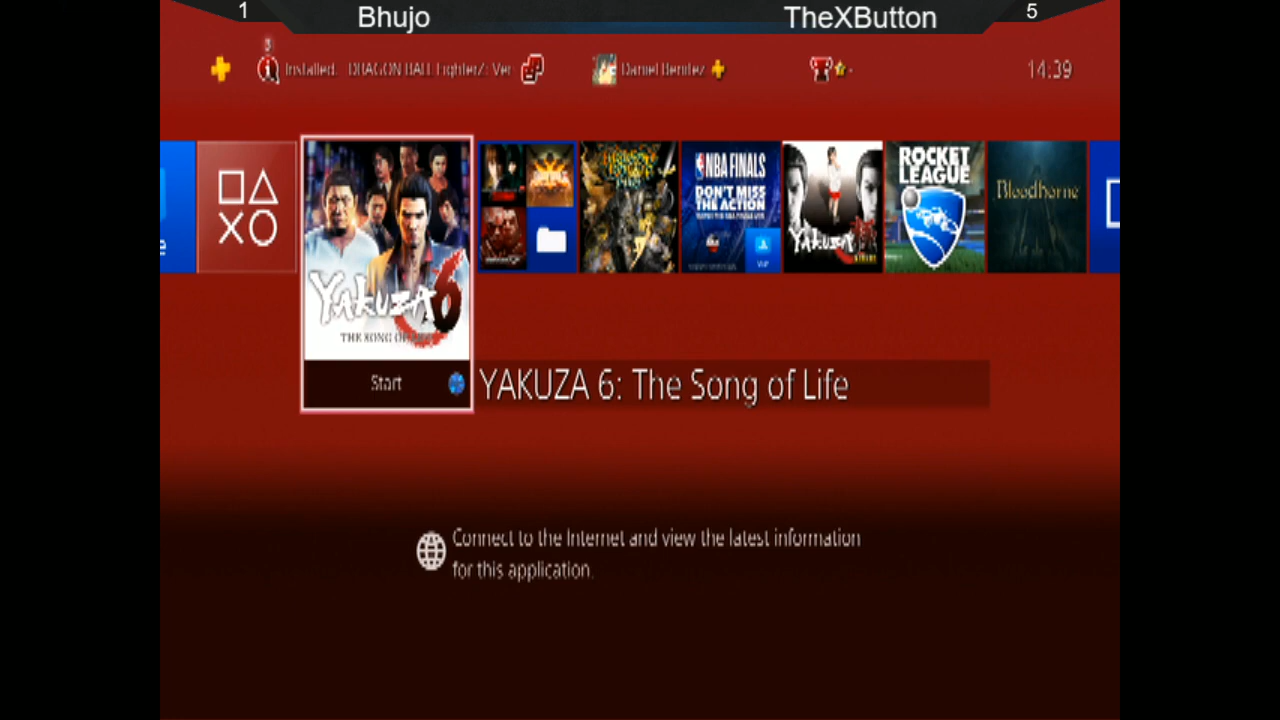 1
Bhujo
TheXButton
5
3
Installed: DRAGON BALL FighterZ: Ver
Daniel Benitez
14:39
YAKUZA 6
THE SONG OF
NBA FINALS
DON'T MISS
THE ACTION
YAKUZA
ROCKET
LEAGUE
Bloodborne
e
Start
YAKUZA 6: The Song of Life
Connect to the Internet and view the latest information
for this application.